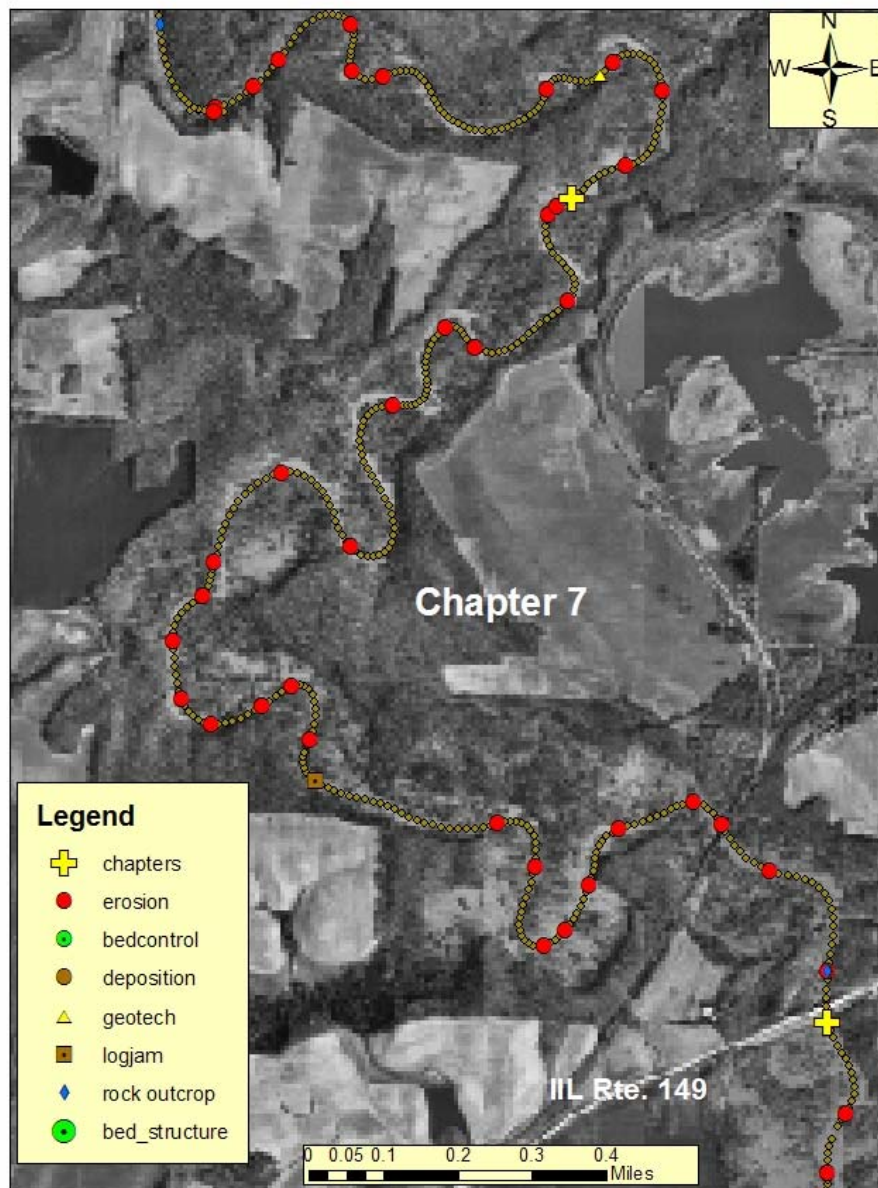 N
W E
S
Chapter 7
Legend
chapters
erosion
bedcontrol
deposition
geotech
logjam
rock outcrop
bed_structure
IIL Rte. 149
0 0.05 0.1 0.2 0.3 0.4
Miles